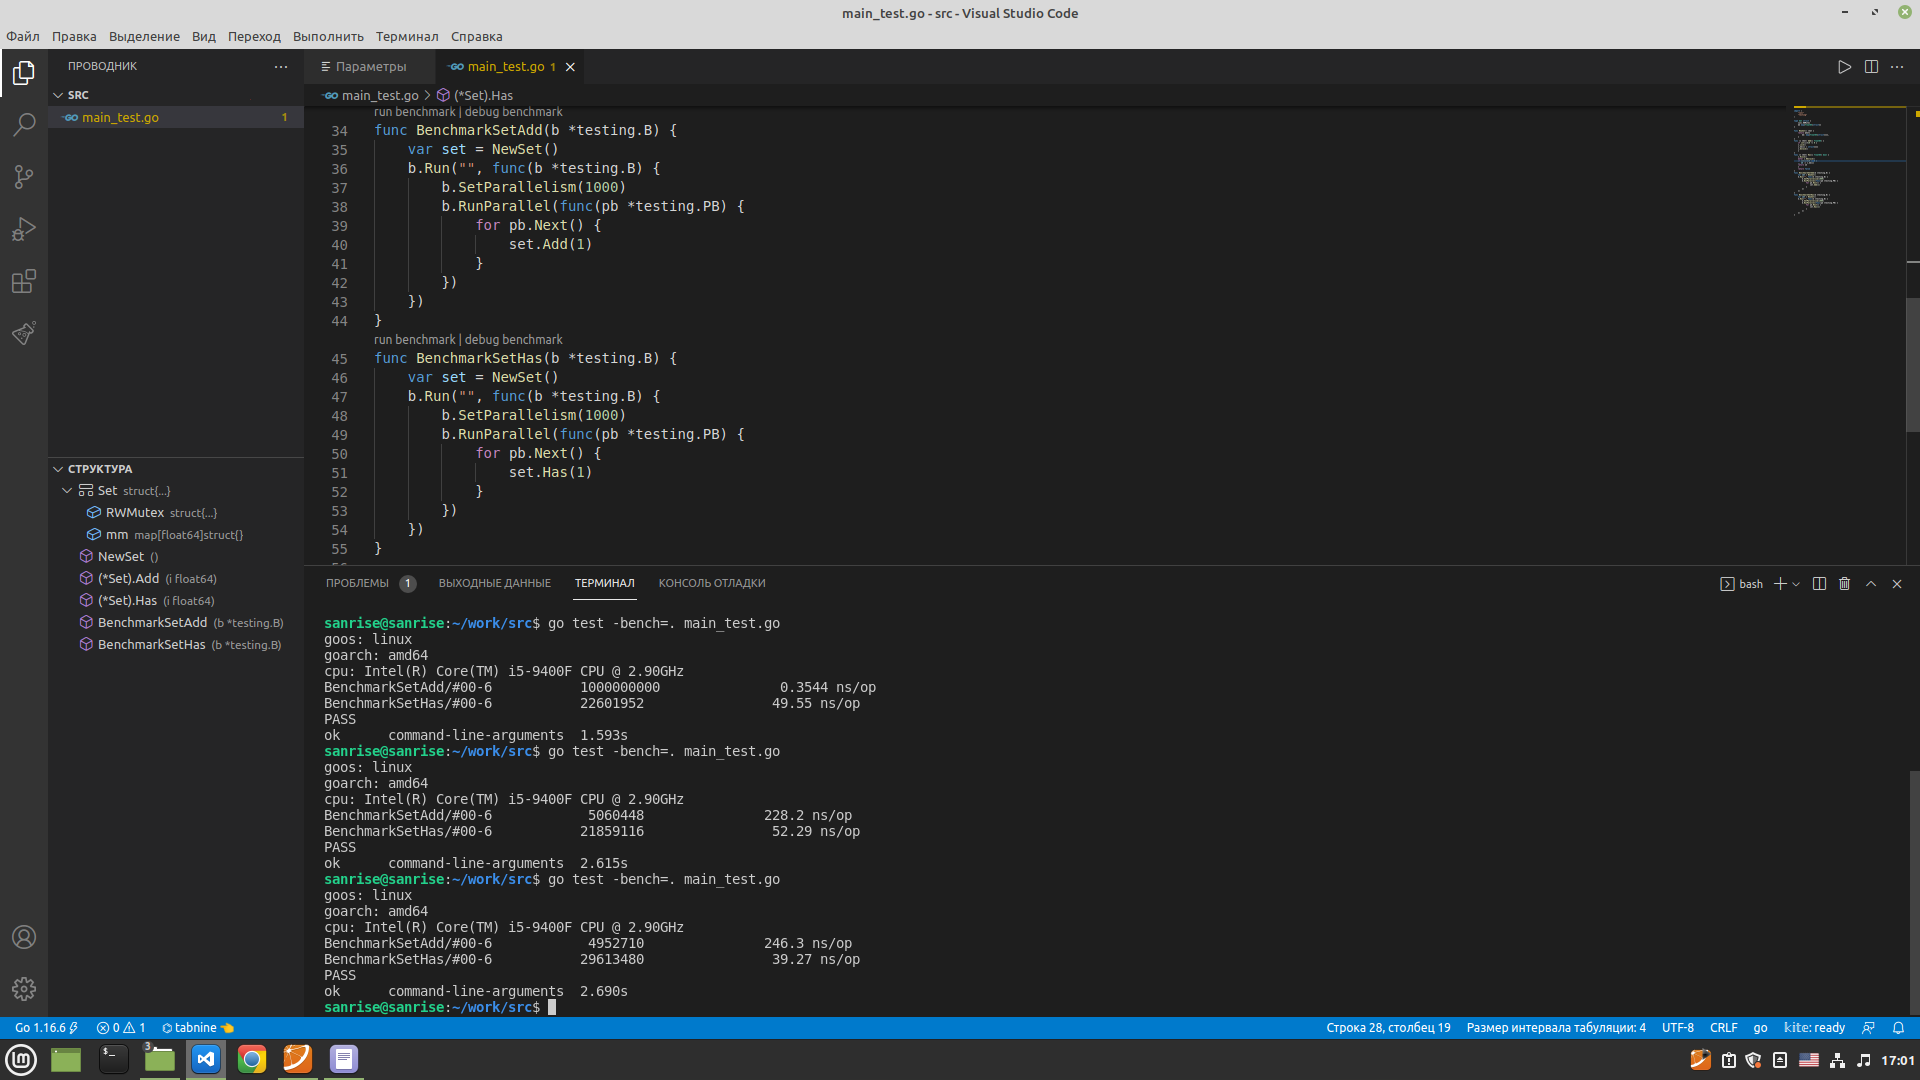 main_test.go - src - Visual Studio Code
Файл Правка Выделение Вид Переход Выполнить Терминал Справка
ПРОВОДНИК
SRC
main_test.go 1
СТРУКТУРА
Set struct{...}
RWMutex struct{...}
mm map[float64]struct{}
NewSet ()
(*Set).Add (i float64)
(*Set).Has (i float64)
BenchmarkSetAdd (b *testing.B)
BenchmarkSetHas (b *testing.B)
Параметры
main_test.go 1
main_test.go > (*Set).Has
run benchmark | debug benchmark
34 func BenchmarkSetAdd(b *testing.B) {
35 var set = NewSet()
36 b.Run("", func(b *testing.B) {
37 b.SetParallelism(1000)
38 b.RunParallel(func(pb *testing.PB) {
39 for pb.Next() {
40 set.Add(1)
41 }
42 })
43 })
44 }
run benchmark | debug benchmark
45 func BenchmarkSetHas(b *testing.B) {
46 var set = NewSet()
47 b.Run("", func(b *testing.B) {
48 b.SetParallelism(1000)
49 b.RunParallel(func(pb *testing.PB) {
50 for pb.Next() {
51 set.Has(1)
52 }
53 })
54 })
55 }
ПРОБЛЕМЫ 1 ВЫХОДНЫЕ ДАННЫЕ ТЕРМИНАЛ КОНСОЛЬ ОТЛАДКИ
bash
sanrise@sanrise:~/work/src$ go test -bench=. main_test.go
goos: linux
goarch: amd64
cpu: Intel(R) Core(TM) i5-9400F CPU @ 2.90GHz
BenchmarkSetAdd/#00-6 1000000000 0.3544 ns/op
BenchmarkSetHas/#00-6 22601952 49.55 ns/op
PASS
ok command-line-arguments 1.593s
sanrise@sanrise:~/work/src$ go test -bench=. main_test.go
goos: linux
goarch: amd64
cpu: Intel(R) Core(TM) i5-9400F CPU @ 2.90GHz
BenchmarkSetAdd/#00-6 5060448 228.2 ns/op
BenchmarkSetHas/#00-6 21859116 52.29 ns/op
PASS
ok command-line-arguments 2.615s
sanrise@sanrise:~/work/src$ go test -bench=. main_test.go
goos: linux
goarch: amd64
cpu: Intel(R) Core(TM) i5-9400F CPU @ 2.90GHz
BenchmarkSetAdd/#00-6 4952710 246.3 ns/op
BenchmarkSetHas/#00-6 29613480 39.27 ns/op
PASS
ok command-line-arguments 2.690s
sanrise@sanrise:~/work/src$
Go 1.16.6 0 1 tabnine Строка 28, столбец 19 Размер интервала табуляции: 4 UTF-8 CRLF go kite: ready
3 17:01